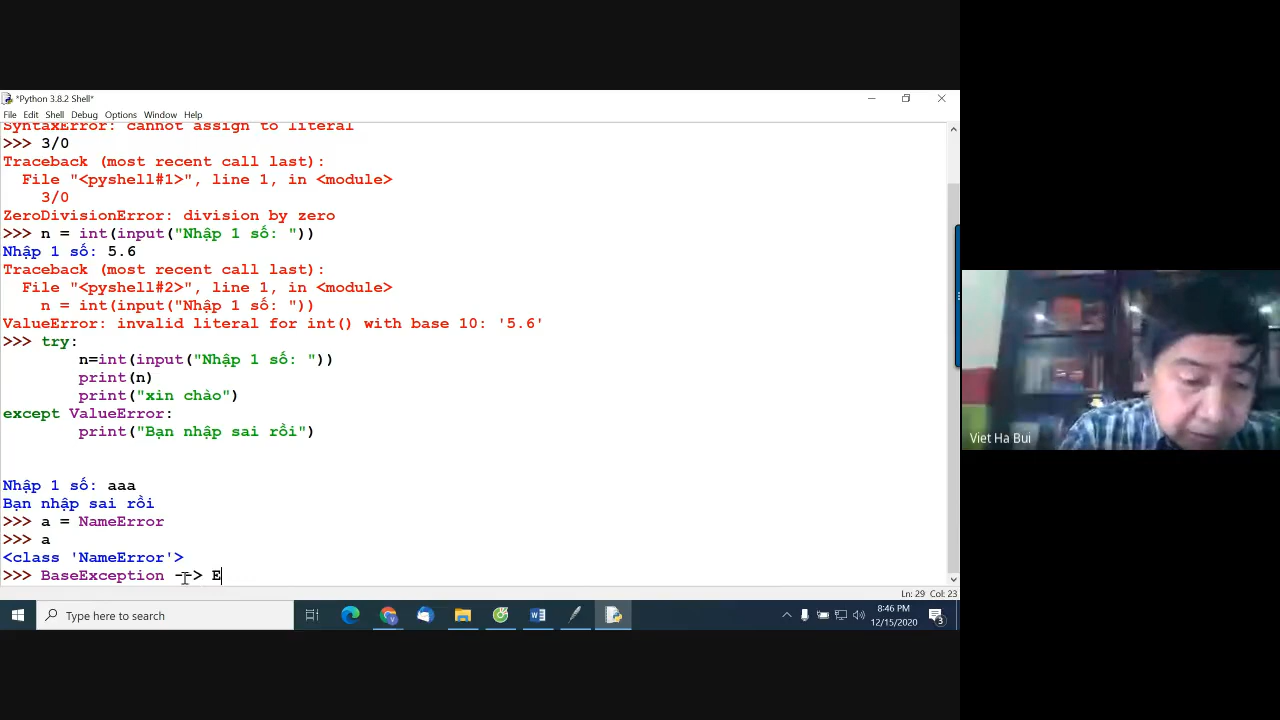 *Python 3.8.2 Shell*
File Edit Shell Debug Options Window Help
SyntaxError: cannot assign to literal
>>> 3/0
Traceback (most recent call last):
  File "<pyshell#1>", line 1, in <module>
    3/0
ZeroDivisionError: division by zero
>>> n = int(input("Nhập 1 số: "))
Nhập 1 số: 5.6
Traceback (most recent call last):
  File "<pyshell#2>", line 1, in <module>
    n = int(input("Nhập 1 số: "))
ValueError: invalid literal for int() with base 10: '5.6'
>>> try:
        n=int(input("Nhập 1 số: "))
        print(n)
        print("xin chào")
except ValueError:
        print("Bạn nhập sai rồi")
Nhập 1 số: aaa
Bạn nhập sai rồi
>>> a = NameError
>>> a
<class 'NameError'>
>>> BaseException --> E
Ln: 29 Col: 23
Viet Ha Bui
Type here to search
8:46 PM
12/15/2020
3